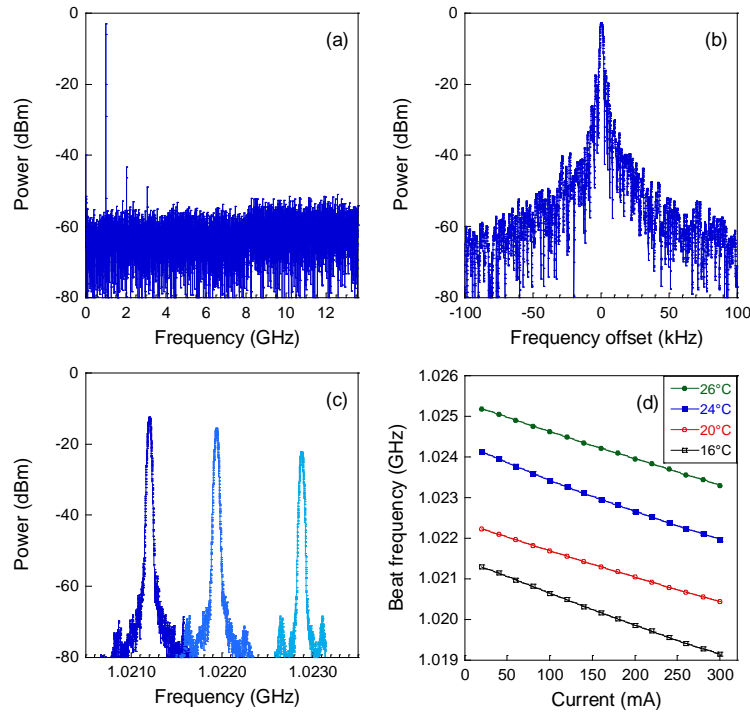 (a)
0
-20
-40
-60
-80
Power (dBm)
0 2 4 6 8 10 12
Frequency (GHz)
(b)
0
-20
-40
-60
-80
Power (dBm)
-100 -50 0 50 100
Frequency offset (kHz)
(c)
0
-20
-40
-60
-80
Power (dBm)
1.0210 1.0220 1.0230
Frequency (GHz)
(d)
26°C
24°C
20°C
16°C
1.026
1.025
1.024
1.023
1.022
1.021
1.020
1.019
Beat frequency (GHz)
0 50 100 150 200 250 300
Current (mA)